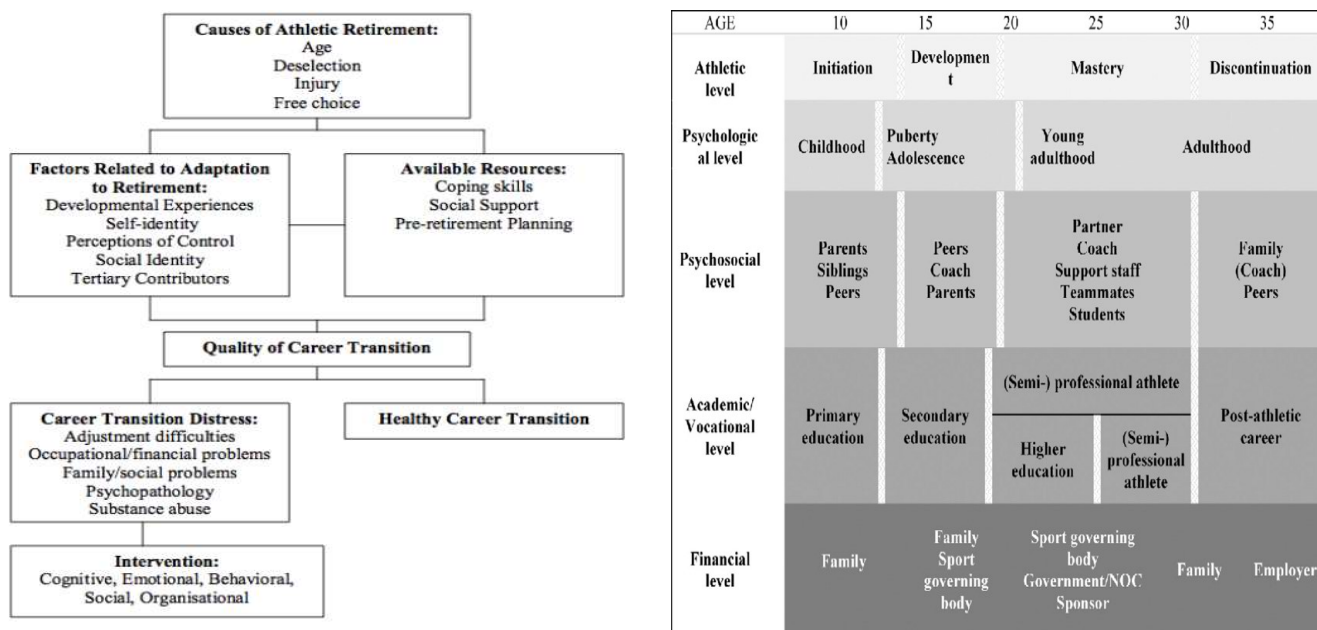 Causes of Athletic Retirement:
Age
Deselection
Injury
Free choice
Factors Related to Adaptation
to Retirement:
Developmental Experiences
Self-identity
Perceptions of Control
Social Identity
Tertiary Contributors
Available Resources:
Coping skills
Social Support
Pre-retirement Planning
Quality of Career Transition
Career Transition Distress:
Adjustment difficulties
Occupational/financial problems
Family/social problems
Psychopathology
Substance abuse
Healthy Career Transition
Intervention:
Cognitive, Emotional, Behavioral,
Social, Organisational
AGE 10 15 20 25 30 35
Athletic
level
Initiation
Developmen
t
Mastery
Discontinuation
Psychologic
al level
Childhood
Puberty
Adolescence
Young
adulthood
Adulthood
Psychosocial
level
Parents
Siblings
Peers
Peers
Coach
Parents
Partner
Coach
Support staff
Teammates
Students
Family
(Coach)
Peers
Academic/
Vocational
level
Primary
education
Secondary
education
(Semi-) professional athlete
Higher
education
(Semi-)
professional
athlete
Post-athletic
career
Financial
level
Family
Family
Sport
governing
body
Sport governing
body
Government/NOC
Sponsor
Family
Employer